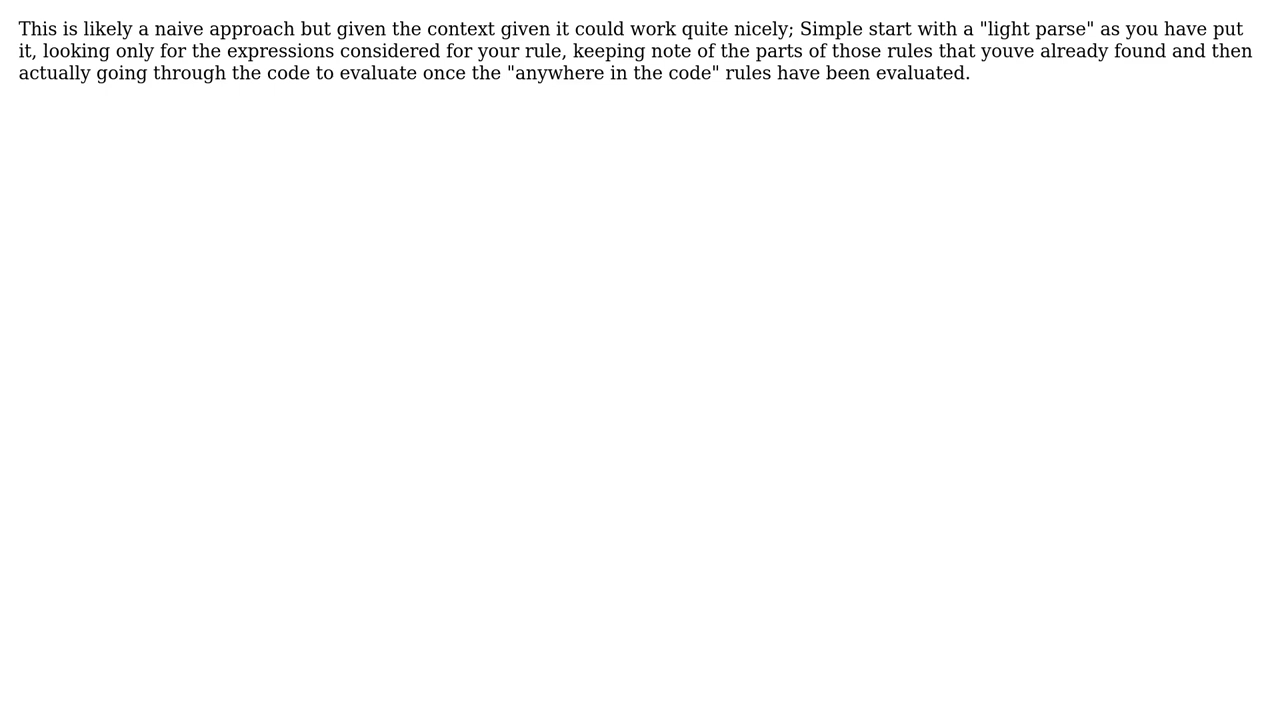 This is likely a naive approach but given the context given it could work quite nicely; Simple start with a "light parse" as you have put
it, looking only for the expressions considered for your rule, keeping note of the parts of those rules that youve already found and then
actually going through the code to evaluate once the "anywhere in the code" rules have been evaluated.